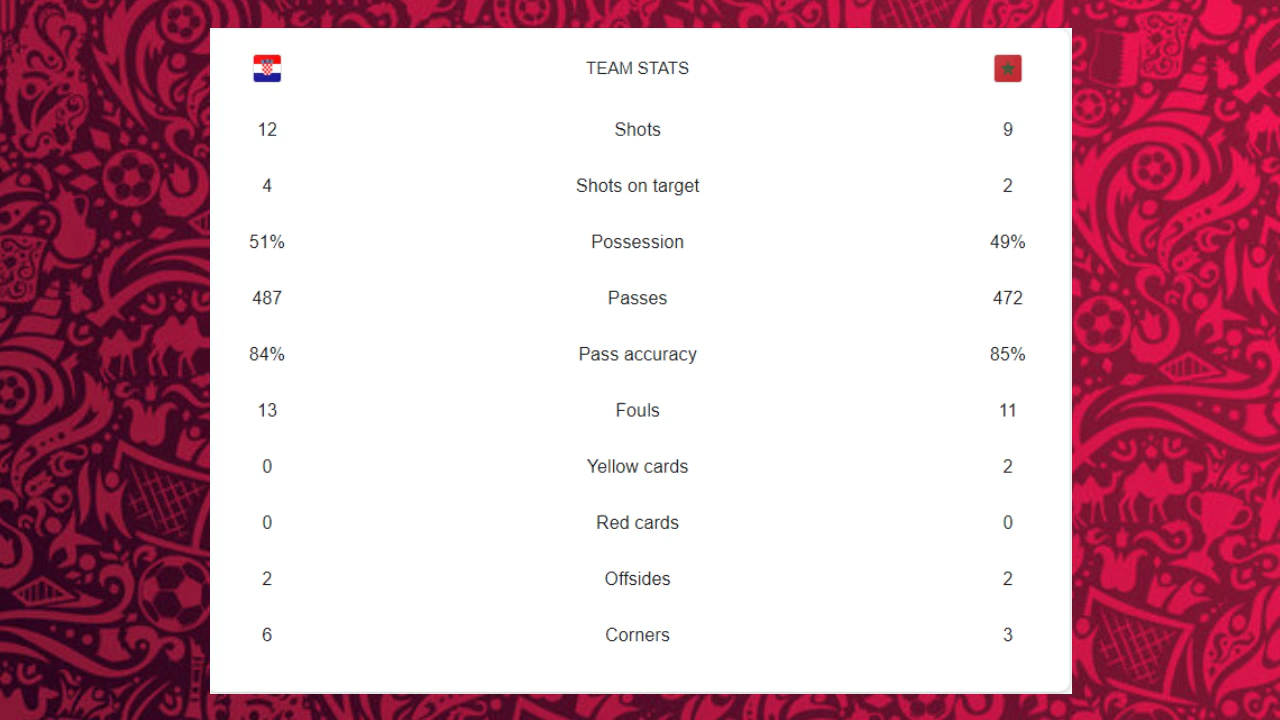 TEAM STATS
12 Shots 9
4 Shots on target 2
51% Possession 49%
487 Passes 472
84% Pass accuracy 85%
13 Fouls 11
0 Yellow cards 2
0 Red cards 0
2 Offsides 2
6 Corners 3